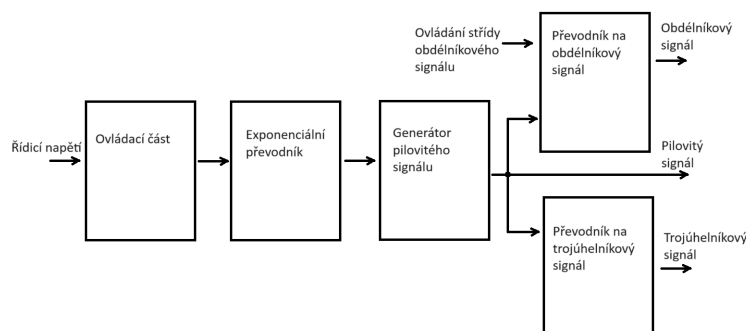 Řídicí napětí
Ovládací část
Exponenciální
převodník
Generátor
pilovitého
signálu
Ovládání střídy
obdélníkového
signálu
Převodník na
obdélníkový
signál
Obdélníkový
signál
Pilovitý
signál
Převodník na
trojúhelníkový
signál
Trojúhelníkový
signál